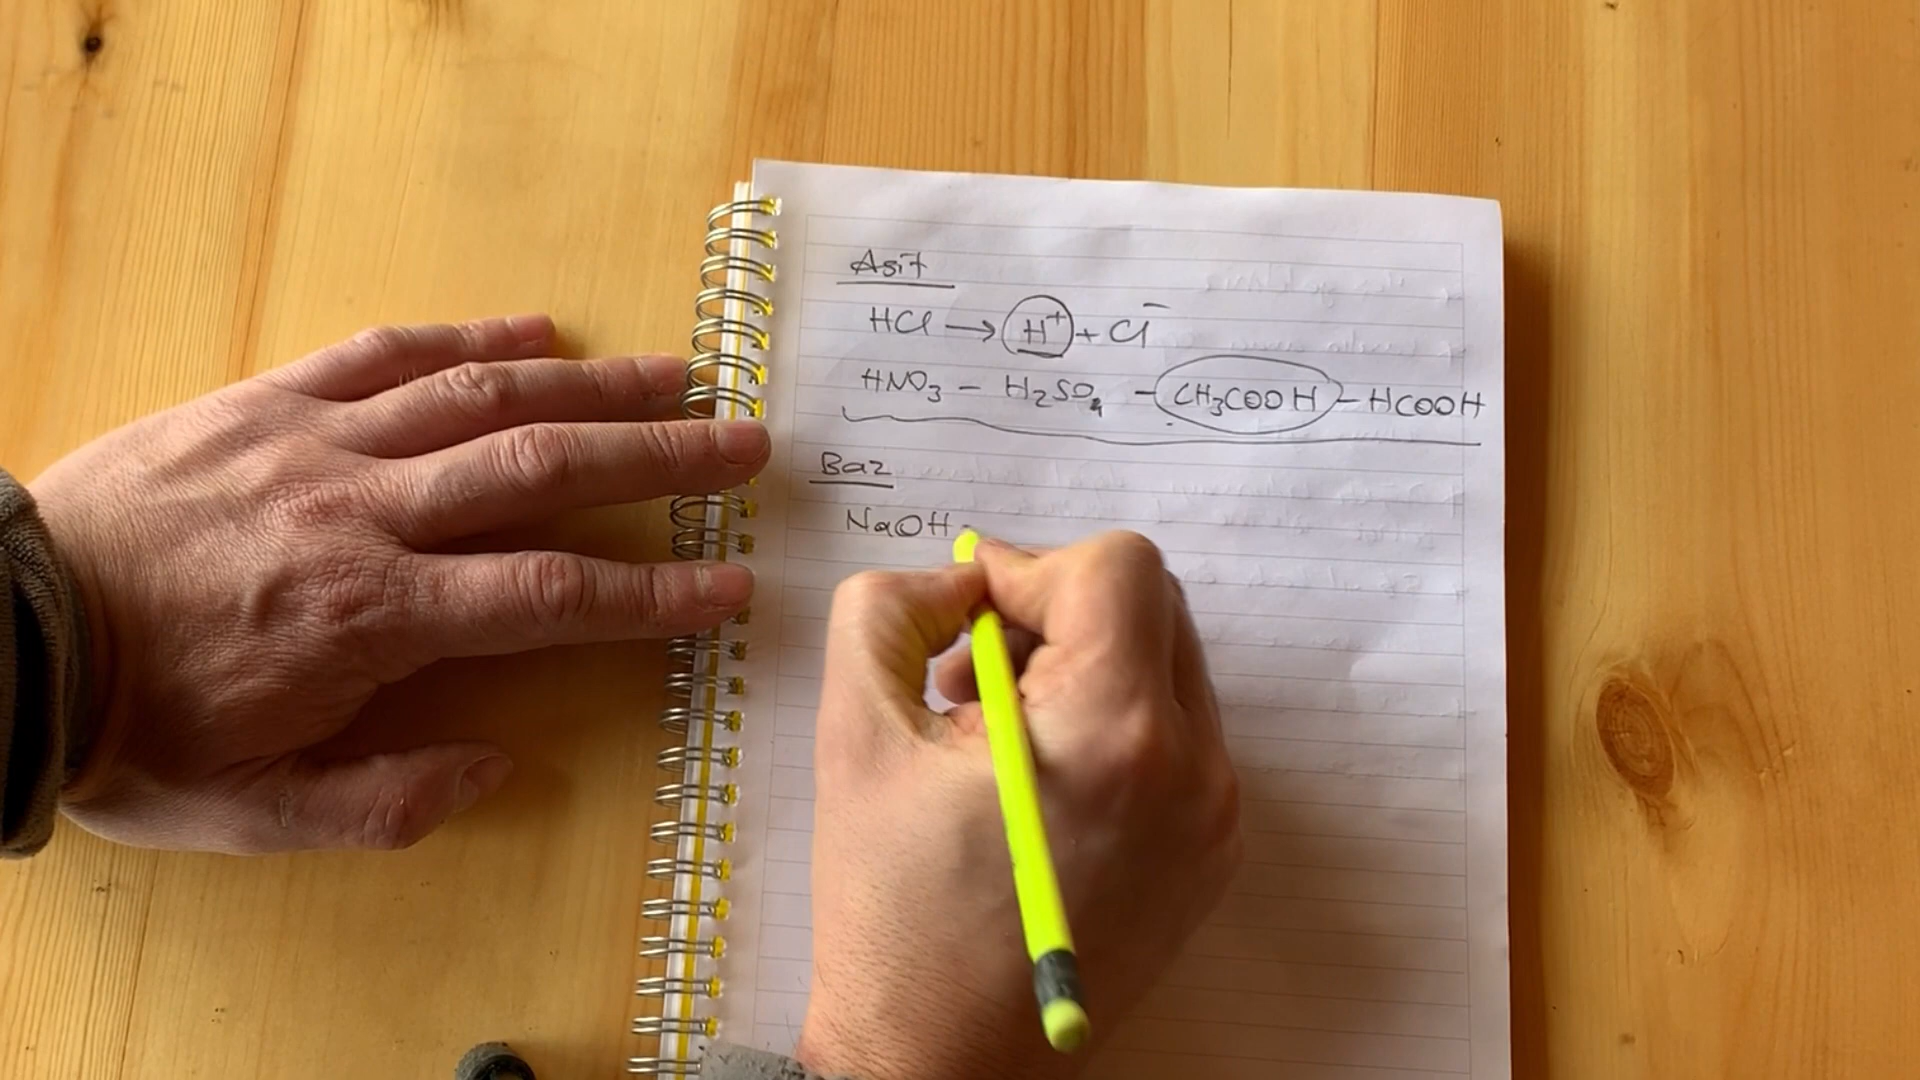 Asit
HCl → H⁺ + Cl⁻
HNO₃ – H₂SO₄ – CH₃COOH – HCOOH
Baz
NaOH